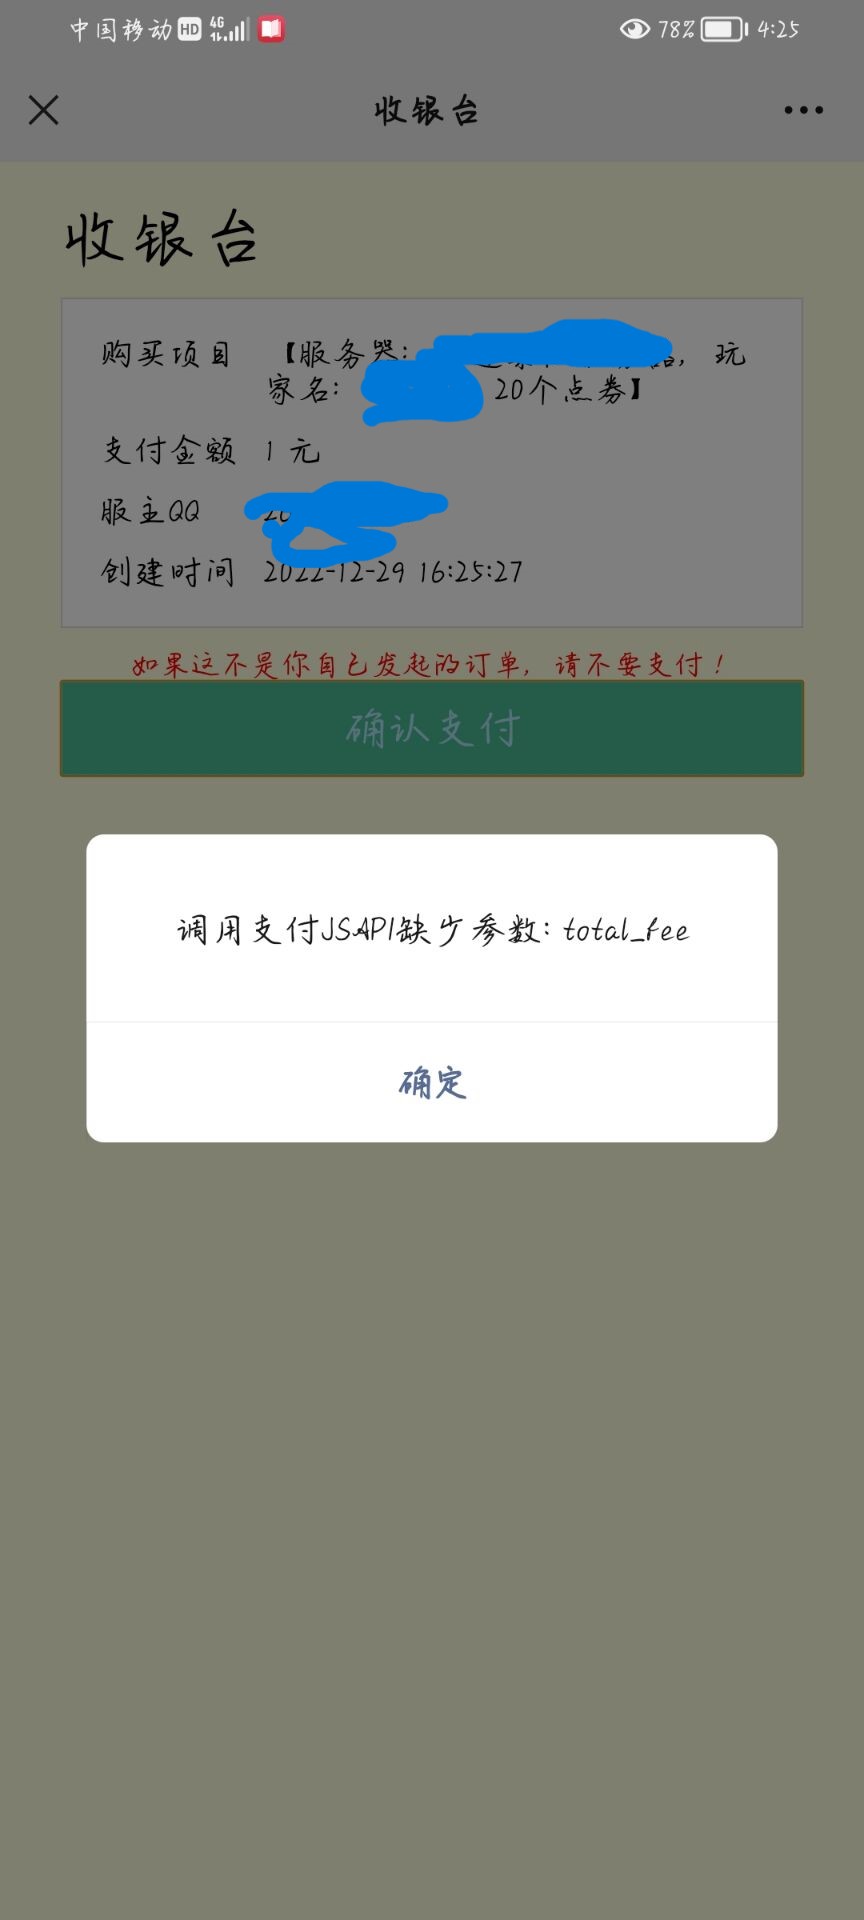 中国移动 HD 4G 78% 4:25
收银台
收银台
购买项目 【服务器: 玩
家名: 20个点券】
支付金额 1元
服主QQ
创建时间 2022-12-29 16:25:27
如果这不是你自己发起的订单, 请不要支付!
确认支付
调用支付JSAPI缺少参数: total_fee
确定